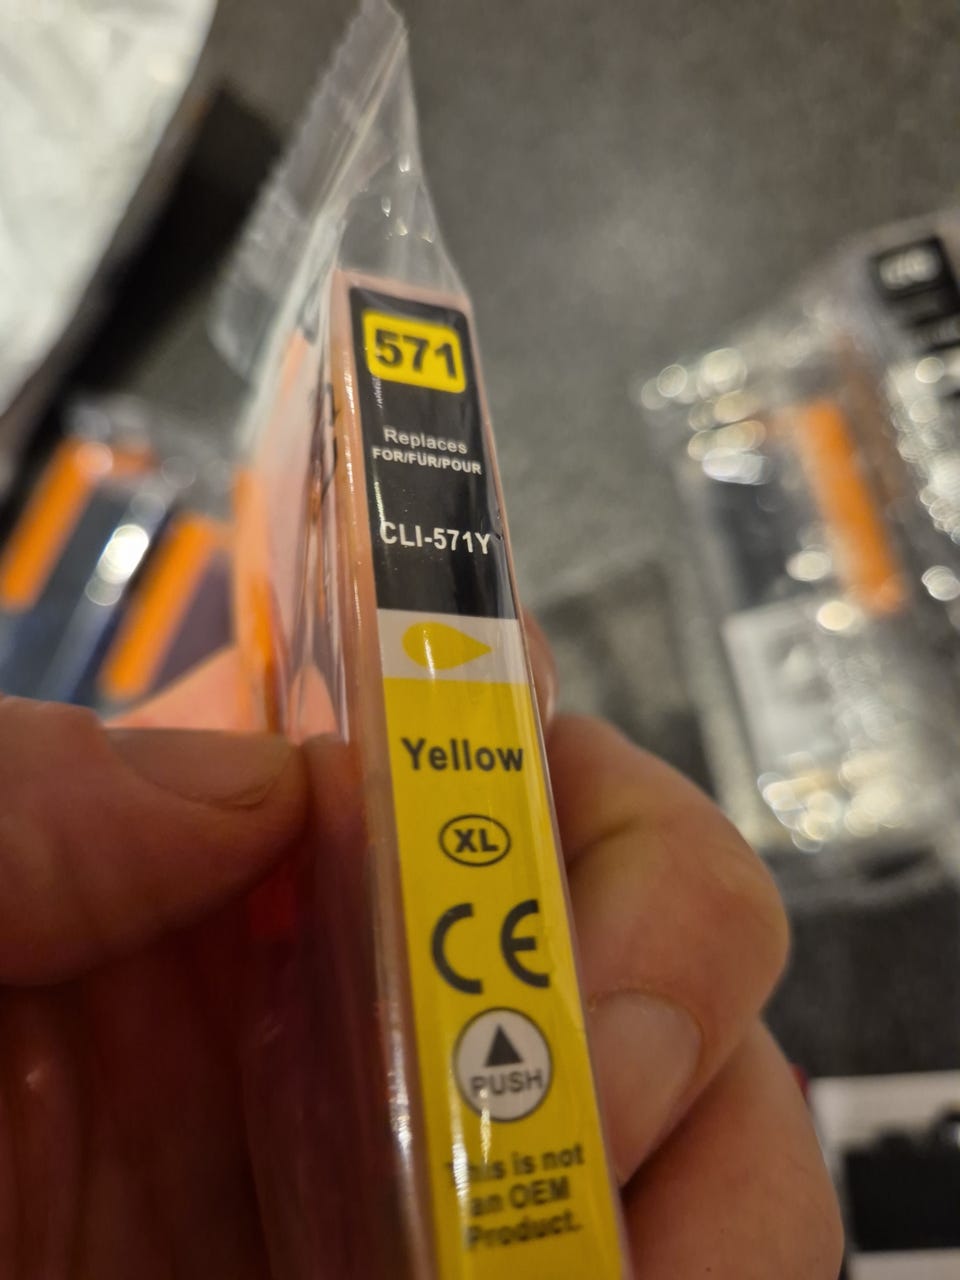 571
Replaces
FOR/FÜR/POUR
CLI-571Y
Yellow
XL
CE
PUSH
This is not
an OEM
Product.